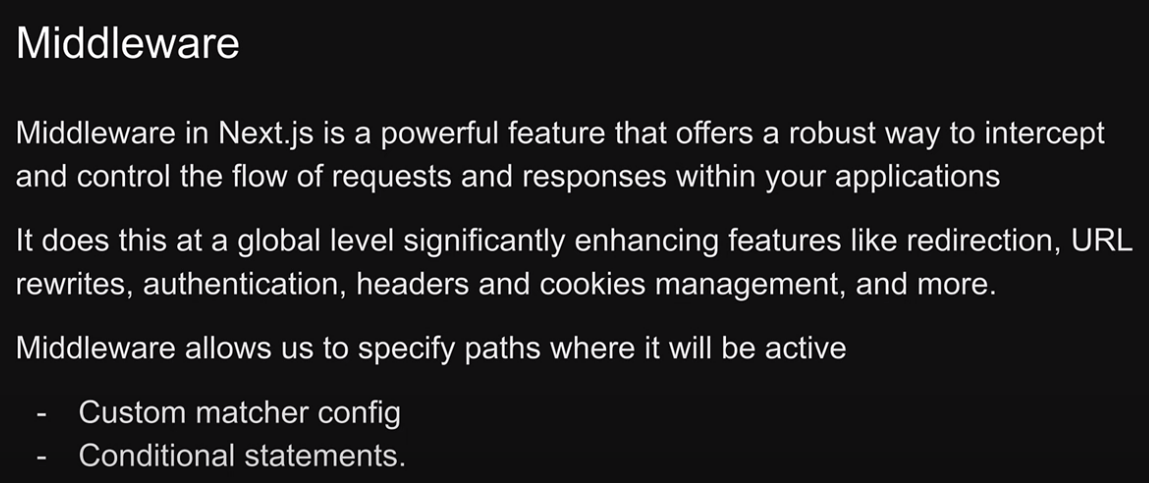 Middleware
Middleware in Next.js is a powerful feature that offers a robust way to intercept
and control the flow of requests and responses within your applications
It does this at a global level significantly enhancing features like redirection, URL
rewrites, authentication, headers and cookies management, and more.
Middleware allows us to specify paths where it will be active
- Custom matcher config
- Conditional statements.